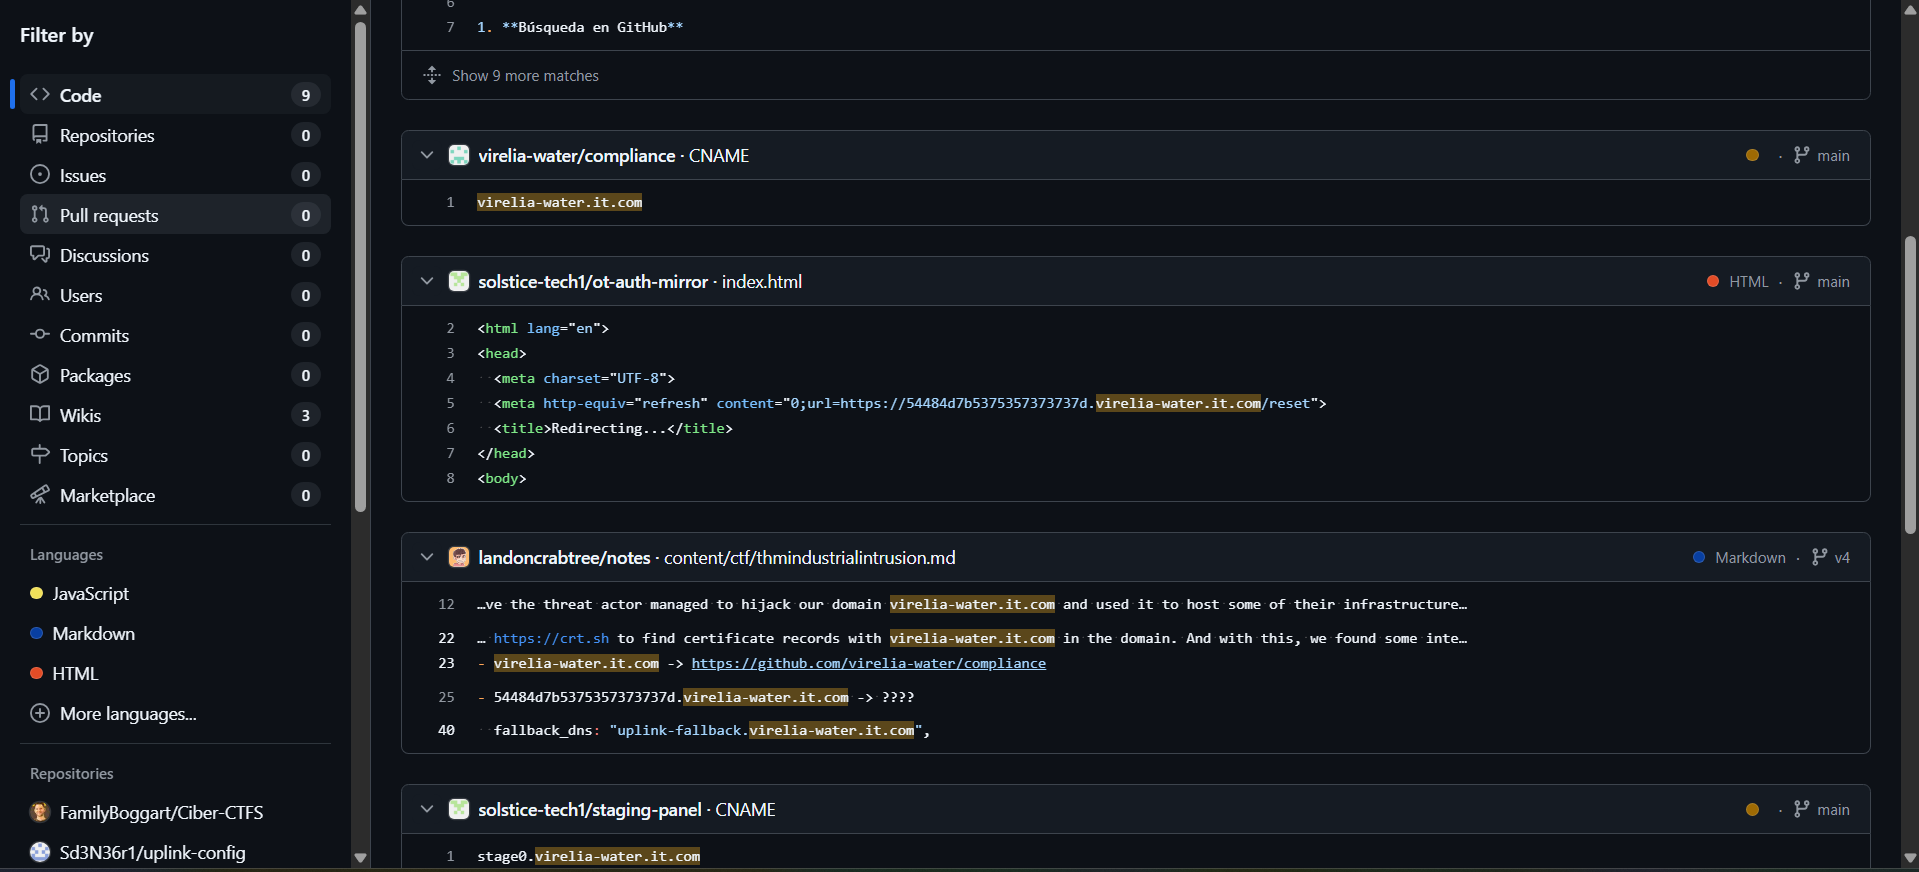 Filter by
Code 9
Repositories 0
Issues 0
Pull requests 0
Discussions 0
Users 0
Commits 0
Packages 0
Wikis 3
Topics 0
Marketplace 0
Languages
JavaScript
Markdown
HTML
More languages...
Repositories
FamilyBoggart/Ciber-CTFS
Sd3N36r1/uplink-config
6
7 1. **Búsqueda en GitHub**
Show 9 more matches
virelia-water/compliance · CNAME · main
1 virelia-water.it.com
solstice-tech1/ot-auth-mirror · index.html HTML · main
2 <html lang="en">
3 <head>
4 <meta charset="UTF-8">
5 <meta http-equiv="refresh" content="0;url=https://54484d7b5375357373737d.virelia-water.it.com/reset">
6 <title>Redirecting...</title>
7 </head>
8 <body>
landoncrabtree/notes · content/ctf/thmindustrialintrusion.md Markdown · v4
12 …ve the threat actor managed to hijack our domain virelia-water.it.com and used it to host some of their infrastructure…
22 … https://crt.sh to find certificate records with virelia-water.it.com in the domain. And with this, we found some inte…
23 - virelia-water.it.com -> https://github.com/virelia-water/compliance
25 - 54484d7b5375357373737d.virelia-water.it.com -> ????
40 fallback_dns: "uplink-fallback.virelia-water.it.com",
solstice-tech1/staging-panel · CNAME · main
1 stage0.virelia-water.it.com